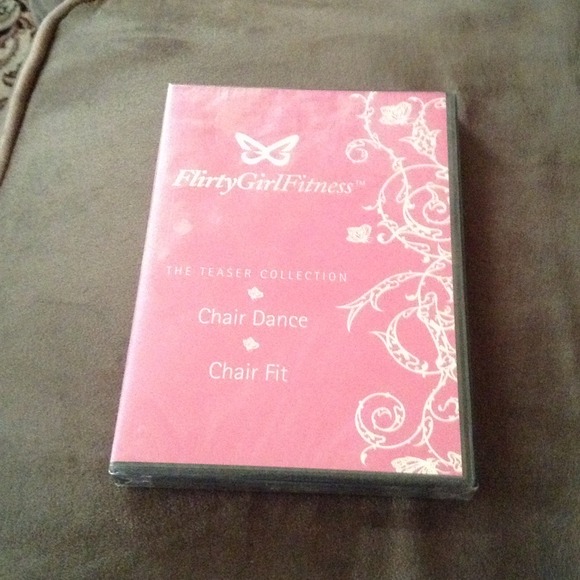 FlirtyGirlFitness™
THE TEASER COLLECTION
Chair Dance
Chair Fit